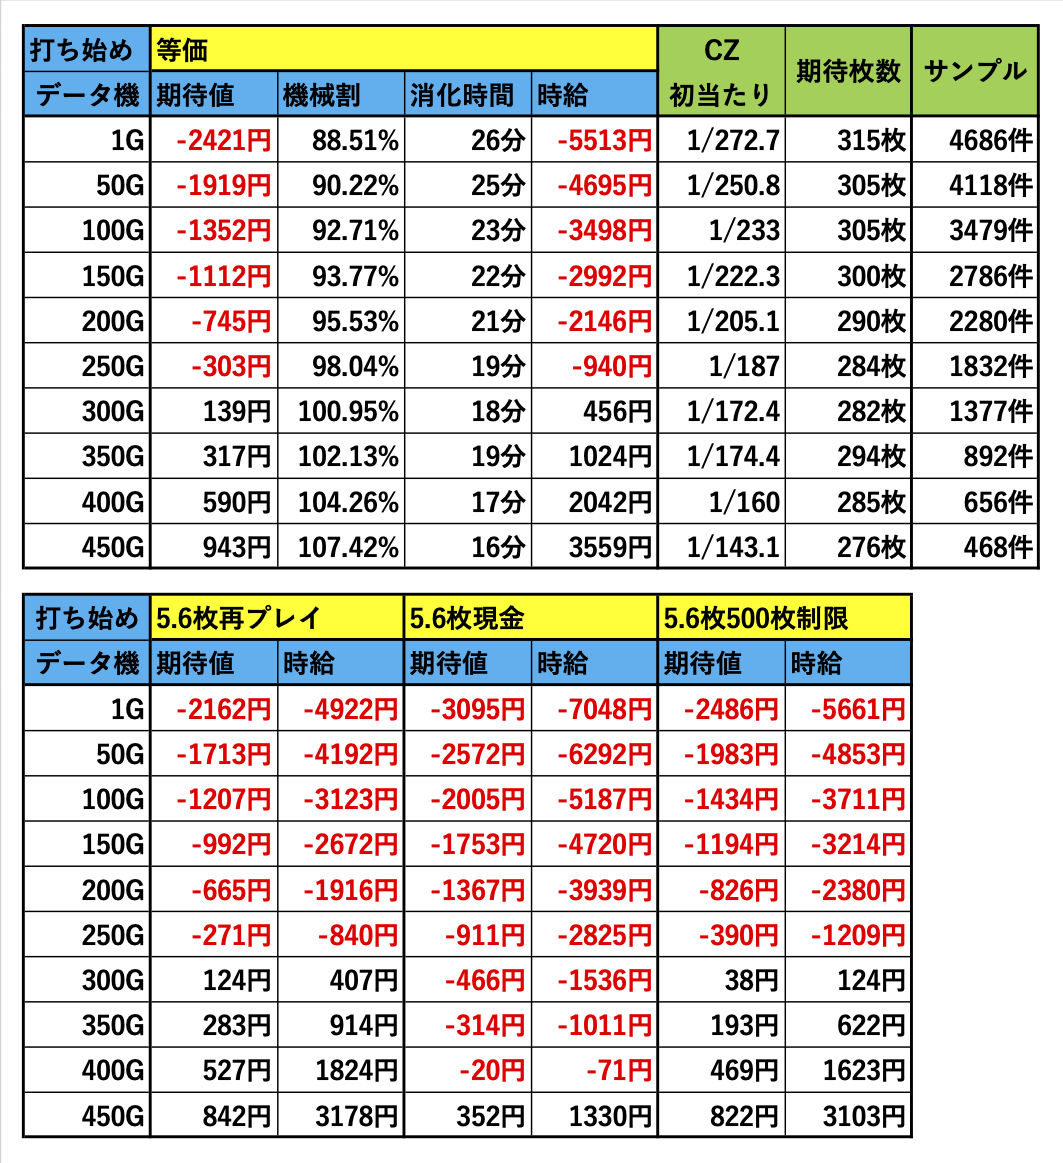 打ち始め 等価 CZ 期待枚数 サンプル
データ機 期待値 機械割 消化時間 時給 初当たり
1G -2421円 88.51% 26分 -5513円 1/272.7 315枚 4686件
50G -1919円 90.22% 25分 -4695円 1/250.8 305枚 4118件
100G -1352円 92.71% 23分 -3498円 1/233 305枚 3479件
150G -1112円 93.77% 22分 -2992円 1/222.3 300枚 2786件
200G -745円 95.53% 21分 -2146円 1/205.1 290枚 2280件
250G -303円 98.04% 19分 -940円 1/187 284枚 1832件
300G 139円 100.95% 18分 456円 1/172.4 282枚 1377件
350G 317円 102.13% 19分 1024円 1/174.4 294枚 892件
400G 590円 104.26% 17分 2042円 1/160 285枚 656件
450G 943円 107.42% 16分 3559円 1/143.1 276枚 468件
打ち始め 5.6枚再プレイ 5.6枚現金 5.6枚500枚制限
データ機 期待値 時給 期待値 時給 期待値 時給
1G -2162円 -4922円 -3095円 -7048円 -2486円 -5661円
50G -1713円 -4192円 -2572円 -6292円 -1983円 -4853円
100G -1207円 -3123円 -2005円 -5187円 -1434円 -3711円
150G -992円 -2672円 -1753円 -4720円 -1194円 -3214円
200G -665円 -1916円 -1367円 -3939円 -826円 -2380円
250G -271円 -840円 -911円 -2825円 -390円 -1209円
300G 124円 407円 -466円 -1536円 38円 124円
350G 283円 914円 -314円 -1011円 193円 622円
400G 527円 1824円 -20円 -71円 469円 1623円
450G 842円 3178円 352円 1330円 822円 3103円